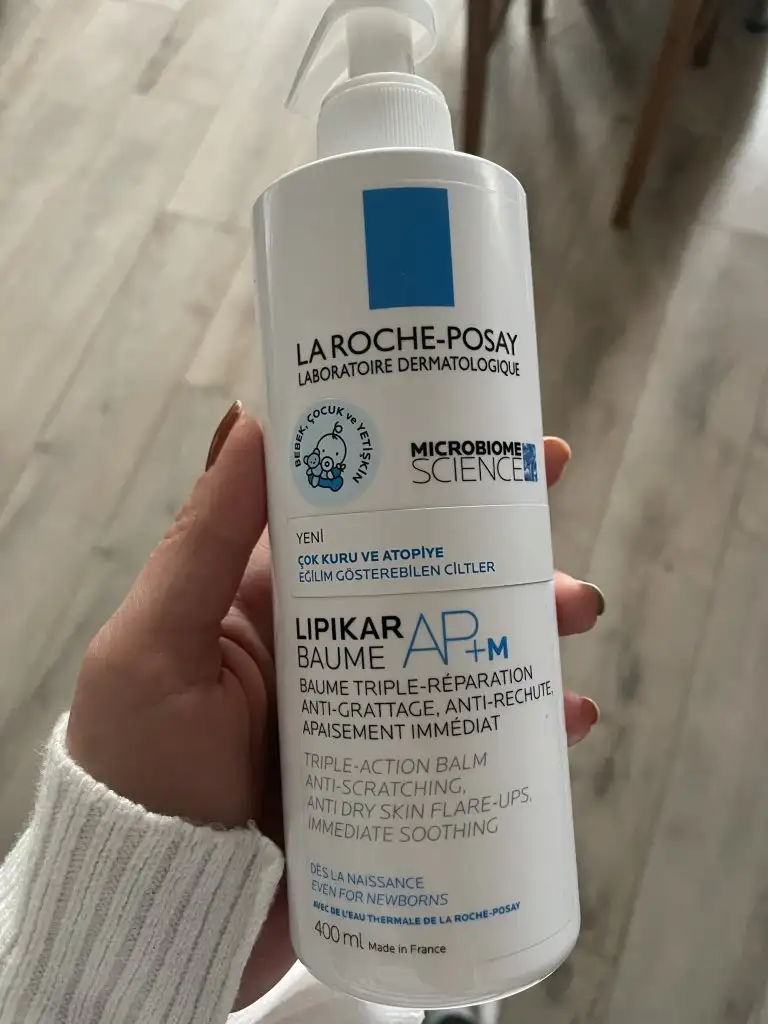 LA ROCHE-POSAY
LABORATOIRE DERMATOLOGIQUE
BEBEK, ÇOCUK ve YETİŞKİN
MICROBIOME
SCIENCE
YENİ
ÇOK KURU VE ATOPİYE
EĞİLİM GÖSTEREBİLEN CİLTLER
LIPIKAR AP+M
BAUME
BAUME TRIPLE-RÉPARATION
ANTI-GRATTAGE, ANTI-RECHUTE,
APAISEMENT IMMÉDIAT
TRIPLE-ACTION BALM
ANTI-SCRATCHING,
ANTI DRY SKIN FLARE-UPS,
IMMEDIATE SOOTHING
DÈS LA NAISSANCE
EVEN FOR NEWBORNS
AVEC DE L'EAU THERMALE DE LA ROCHE-POSAY
400 ml Made in France